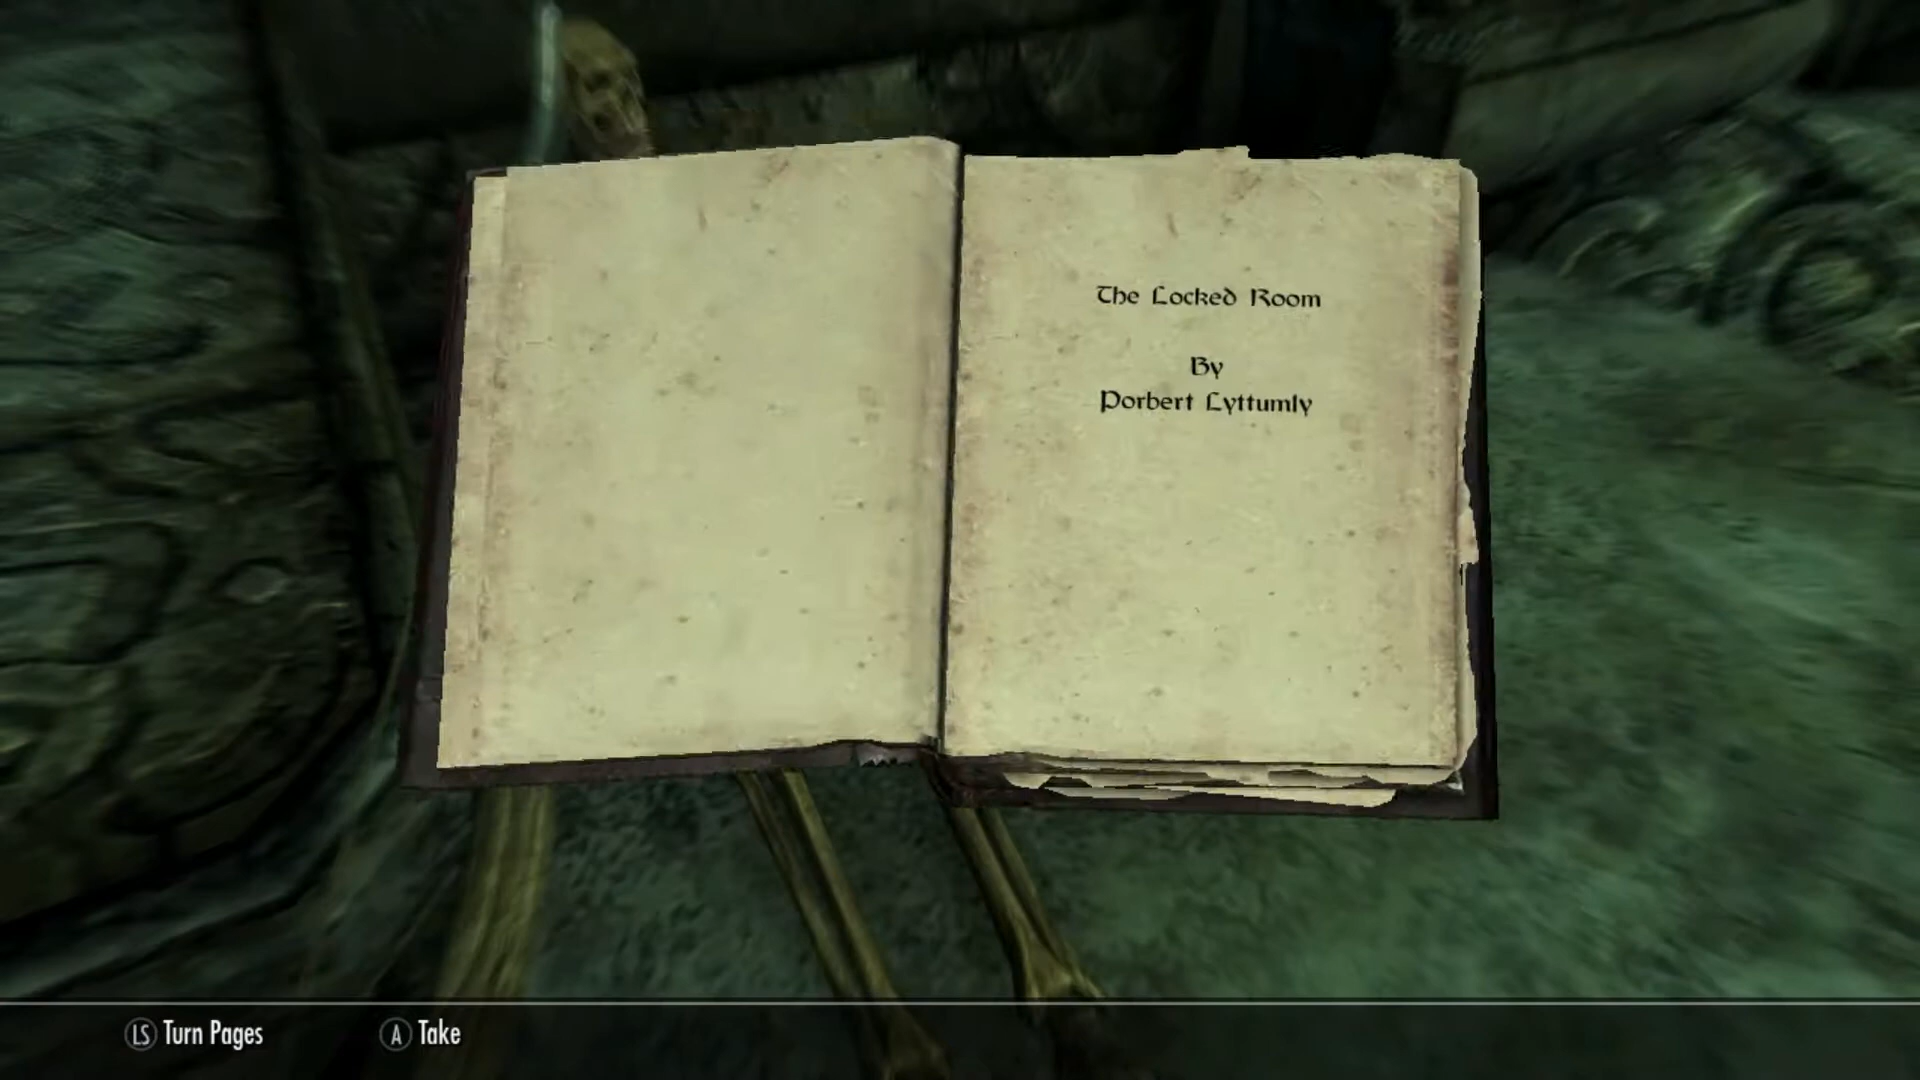 The Locked Room
By
Porbert Lyttumly
LS Turn Pages
A Take